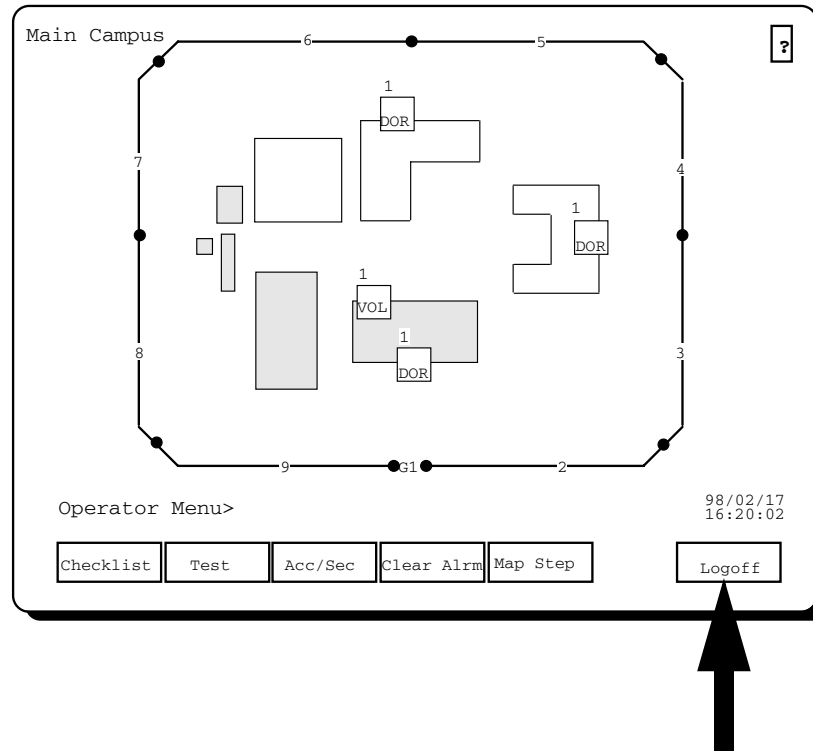 Main Campus
?
6
5
1
DOR
7
4
1
DOR
1
VOL
1
DOR
8
3
9
G1
2
Operator Menu>
98/02/17
16:20:02
Checklist
Test
Acc/Sec
Clear Alrm
Map Step
Logoff